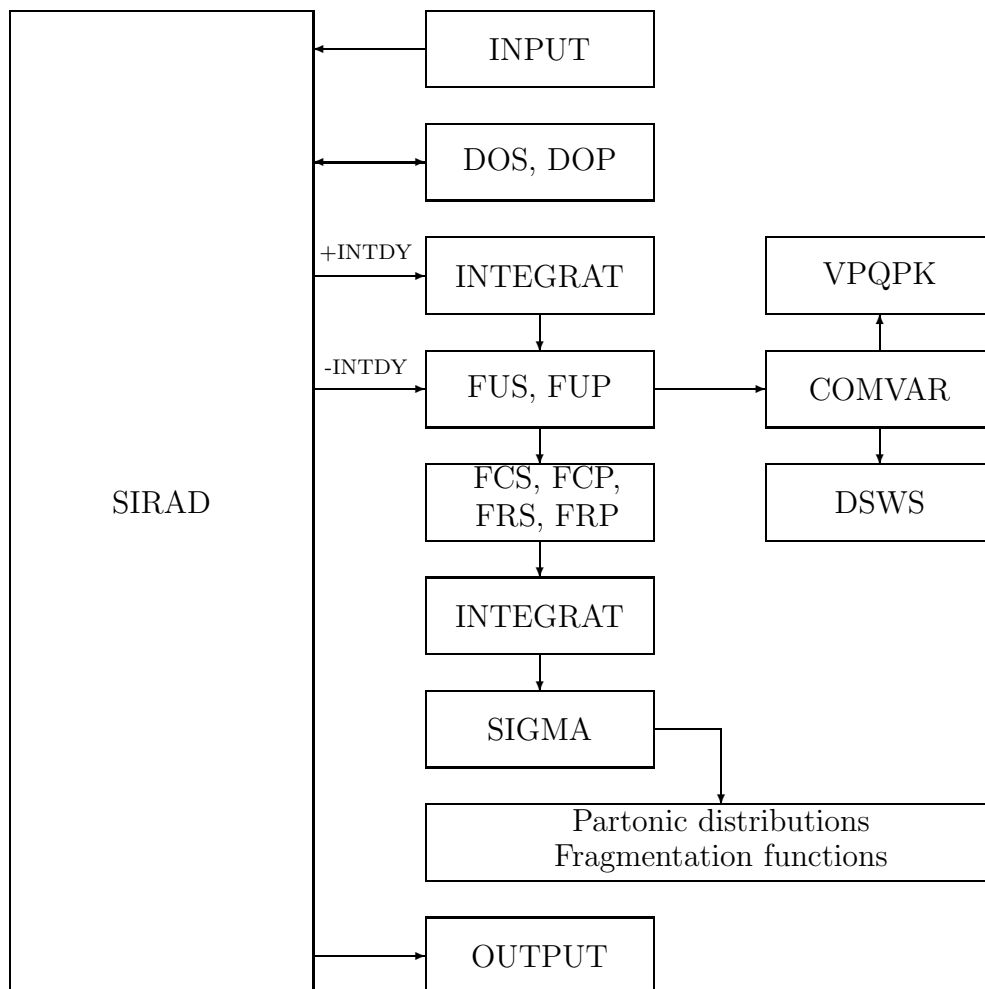 INPUT
DOS, DOP
+INTDY
INTEGRAT
VPQPK
-INTDY
FUS, FUP
COMVAR
SIRAD
FCS, FCP,
FRS, FRP
DSWS
INTEGRAT
SIGMA
Partonic distributions
Fragmentation functions
OUTPUT